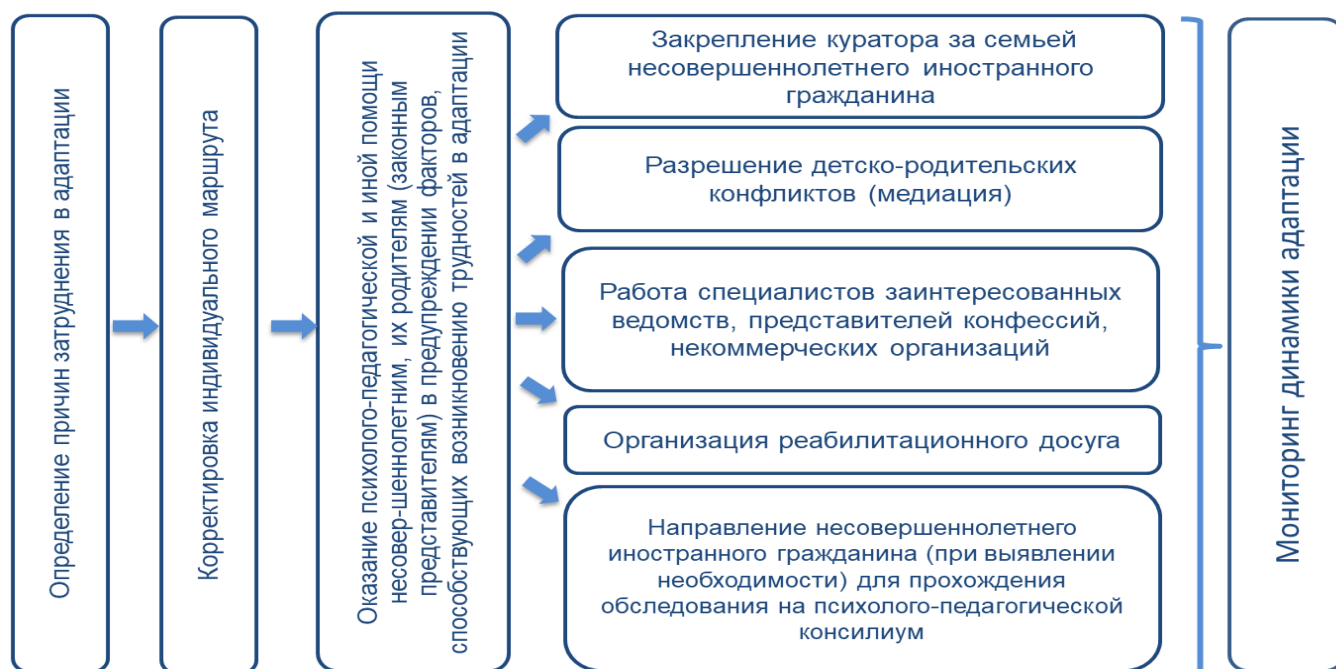 Определение причин затруднения в адаптации
Корректировка индивидуального маршрута
Оказание психолого-педагогической и иной помощи
несовер-шеннолетним, их родителям (законным
представителям) в предупреждении факторов,
способствующих возникновению трудностей в адаптации
Закрепление куратора за семьей
несовершеннолетнего иностранного
гражданина
Разрешение детско-родительских
конфликтов (медиация)
Работа специалистов заинтересованных
ведомств, представителей конфессий,
некоммерческих организаций
Организация реабилитационного досуга
Направление несовершеннолетнего
иностранного гражданина (при выявлении
необходимости) для прохождения
обследования на психолого-педагогической
консилиум
Мониторинг динамики адаптации